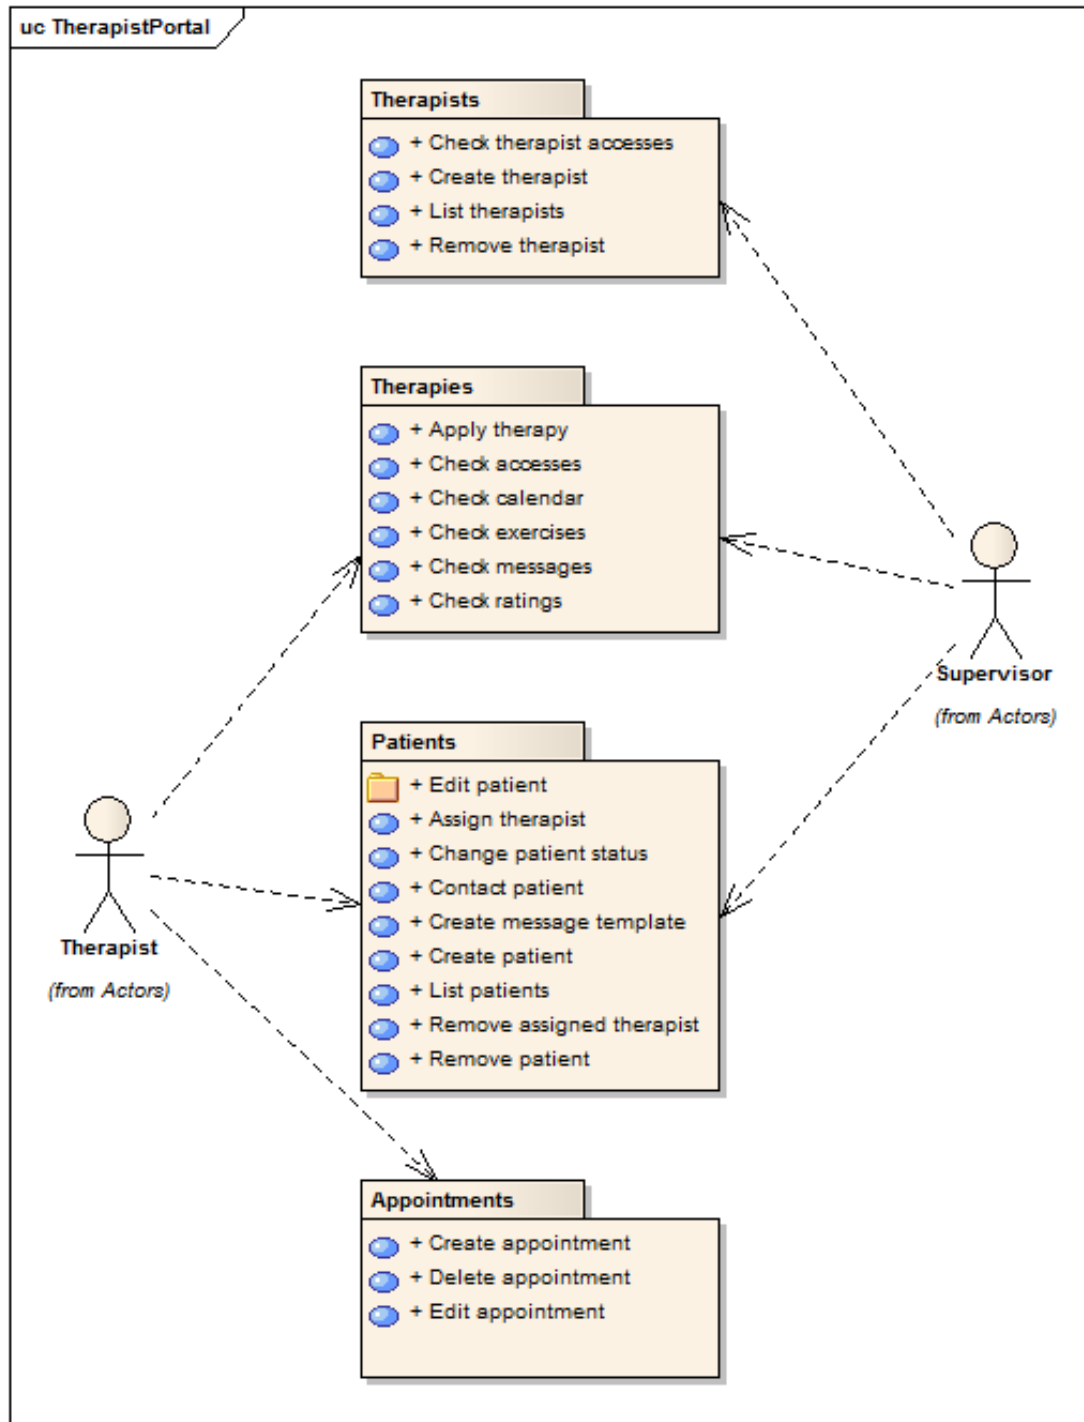 uc TherapistPortal
Therapists
+ Check therapist accesses
+ Create therapist
+ List therapists
+ Remove therapist
Therapies
+ Apply therapy
+ Check accesses
+ Check calendar
+ Check exercises
+ Check messages
+ Check ratings
Supervisor
(from Actors)
Patients
+ Edit patient
+ Assign therapist
+ Change patient status
+ Contact patient
+ Create message template
+ Create patient
+ List patients
+ Remove assigned therapist
+ Remove patient
Therapist
(from Actors)
Appointments
+ Create appointment
+ Delete appointment
+ Edit appointment